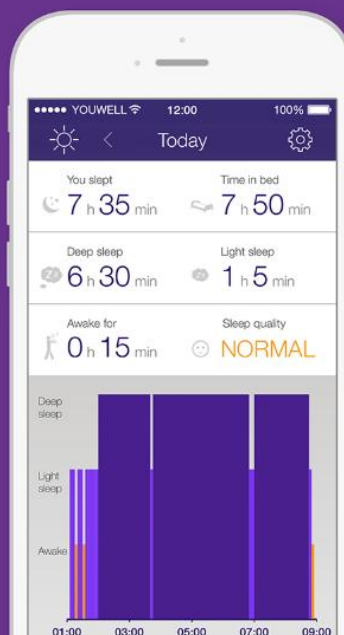 YOUWELL 12:00 100%
Today
You slept Time in bed
7 h 35 min 7 h 50 min
Deep sleep Light sleep
6 h 30 min 1 h 5 min
Awake for Sleep quality
0 h 15 min NORMAL
Deep
sleep
Light
sleep
Awake
01:00 03:00 05:00 07:00 09:00